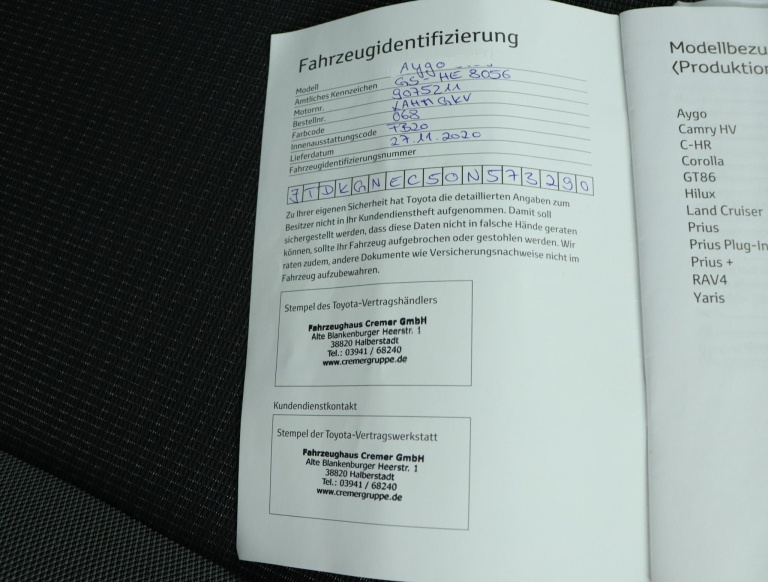 Fahrzeugidentifizierung
Modell Aygo
Amtliches Kennzeichen GS-HE 8056
Motornr. 9075211
Bestellnr.
Farbcode 068
Innenausstattungscode TB20
Lieferdatum 27.11.2020
Fahrzeugidentifizierungsnummer
JTDKGNEC50N573290
Zu Ihrer eigenen Sicherheit hat Toyota die detaillierten Angaben zum
Besitzer nicht in Ihr Kundendienstheft aufgenommen. Damit soll
sichergestellt werden, dass diese Daten nicht in falsche Hände geraten
können, sollte Ihr Fahrzeug aufgebrochen oder gestohlen werden. Wir
raten zudem, andere Dokumente wie Versicherungsnachweise nicht im
Fahrzeug aufzubewahren.
Stempel des Toyota-Vertragshändlers
Fahrzeughaus Cremer GmbH
Alte Blankenburger Heerstr. 1
38820 Halberstadt
Tel.: 03941 / 68240
www.cremergruppe.de
Kundendienstkontakt
Stempel der Toyota-Vertragswerkstatt
Fahrzeughaus Cremer GmbH
Alte Blankenburger Heerstr. 1
38820 Halberstadt
Tel.: 03941 / 68240
www.cremergruppe.de
Modellbezu
(Produktion
Aygo
Camry HV
C-HR
Corolla
GT86
Hilux
Land Cruiser
Prius
Prius Plug-In
Prius +
RAV4
Yaris